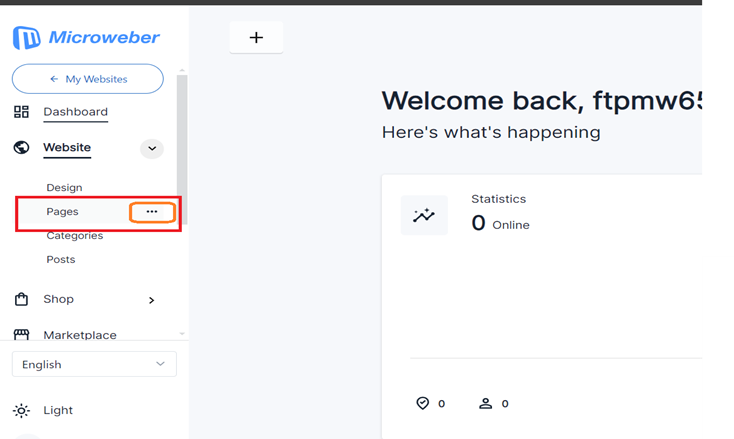 Microweber
← My Websites
Dashboard
Website
Design
Pages
...
Categories
Posts
Shop
Marketplace
English
Light
+
Welcome back, ftpmw65
Here's what's happening
Statistics
0 Online
0
0